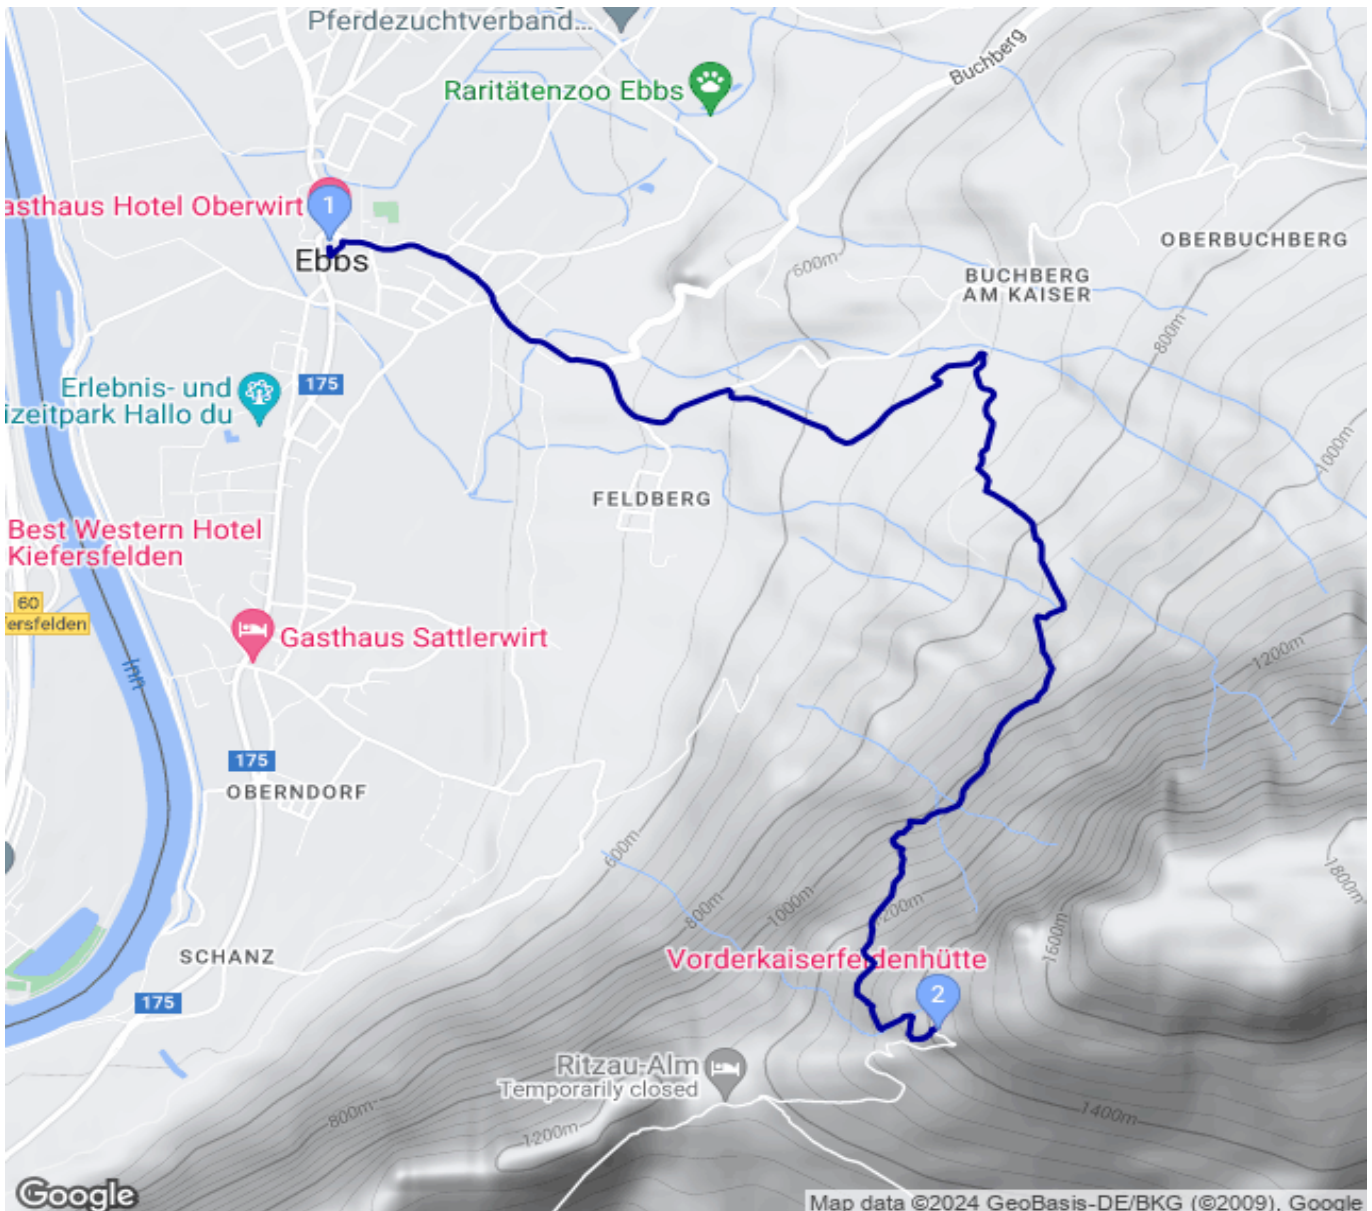 Pferdezuchtverband...
Buchberg
Raritätenzoo Ebbs
asthaus Hotel Oberwirt
1
Ebbs
OBERBUCHBERG
600m
BUCHBERG
AM KAISER
800m
175
Erlebnis- und
izeitpark Hallo du
1000m
FELDBERG
Best Western Hotel
Kiefersfelden
60
ersfelden
Gasthaus Sattlerwirt
1200m
Inn
175
OBERNDORF
600m
800m
1000m
200m
1800m
1600m
SCHANZ
Vorderkaiserfeldenhütte
2
175
Ritzau-Alm
Temporarily closed
800m
1200m
1400m
Google
Map data ©2024 GeoBasis-DE/BKG (©2009), Google